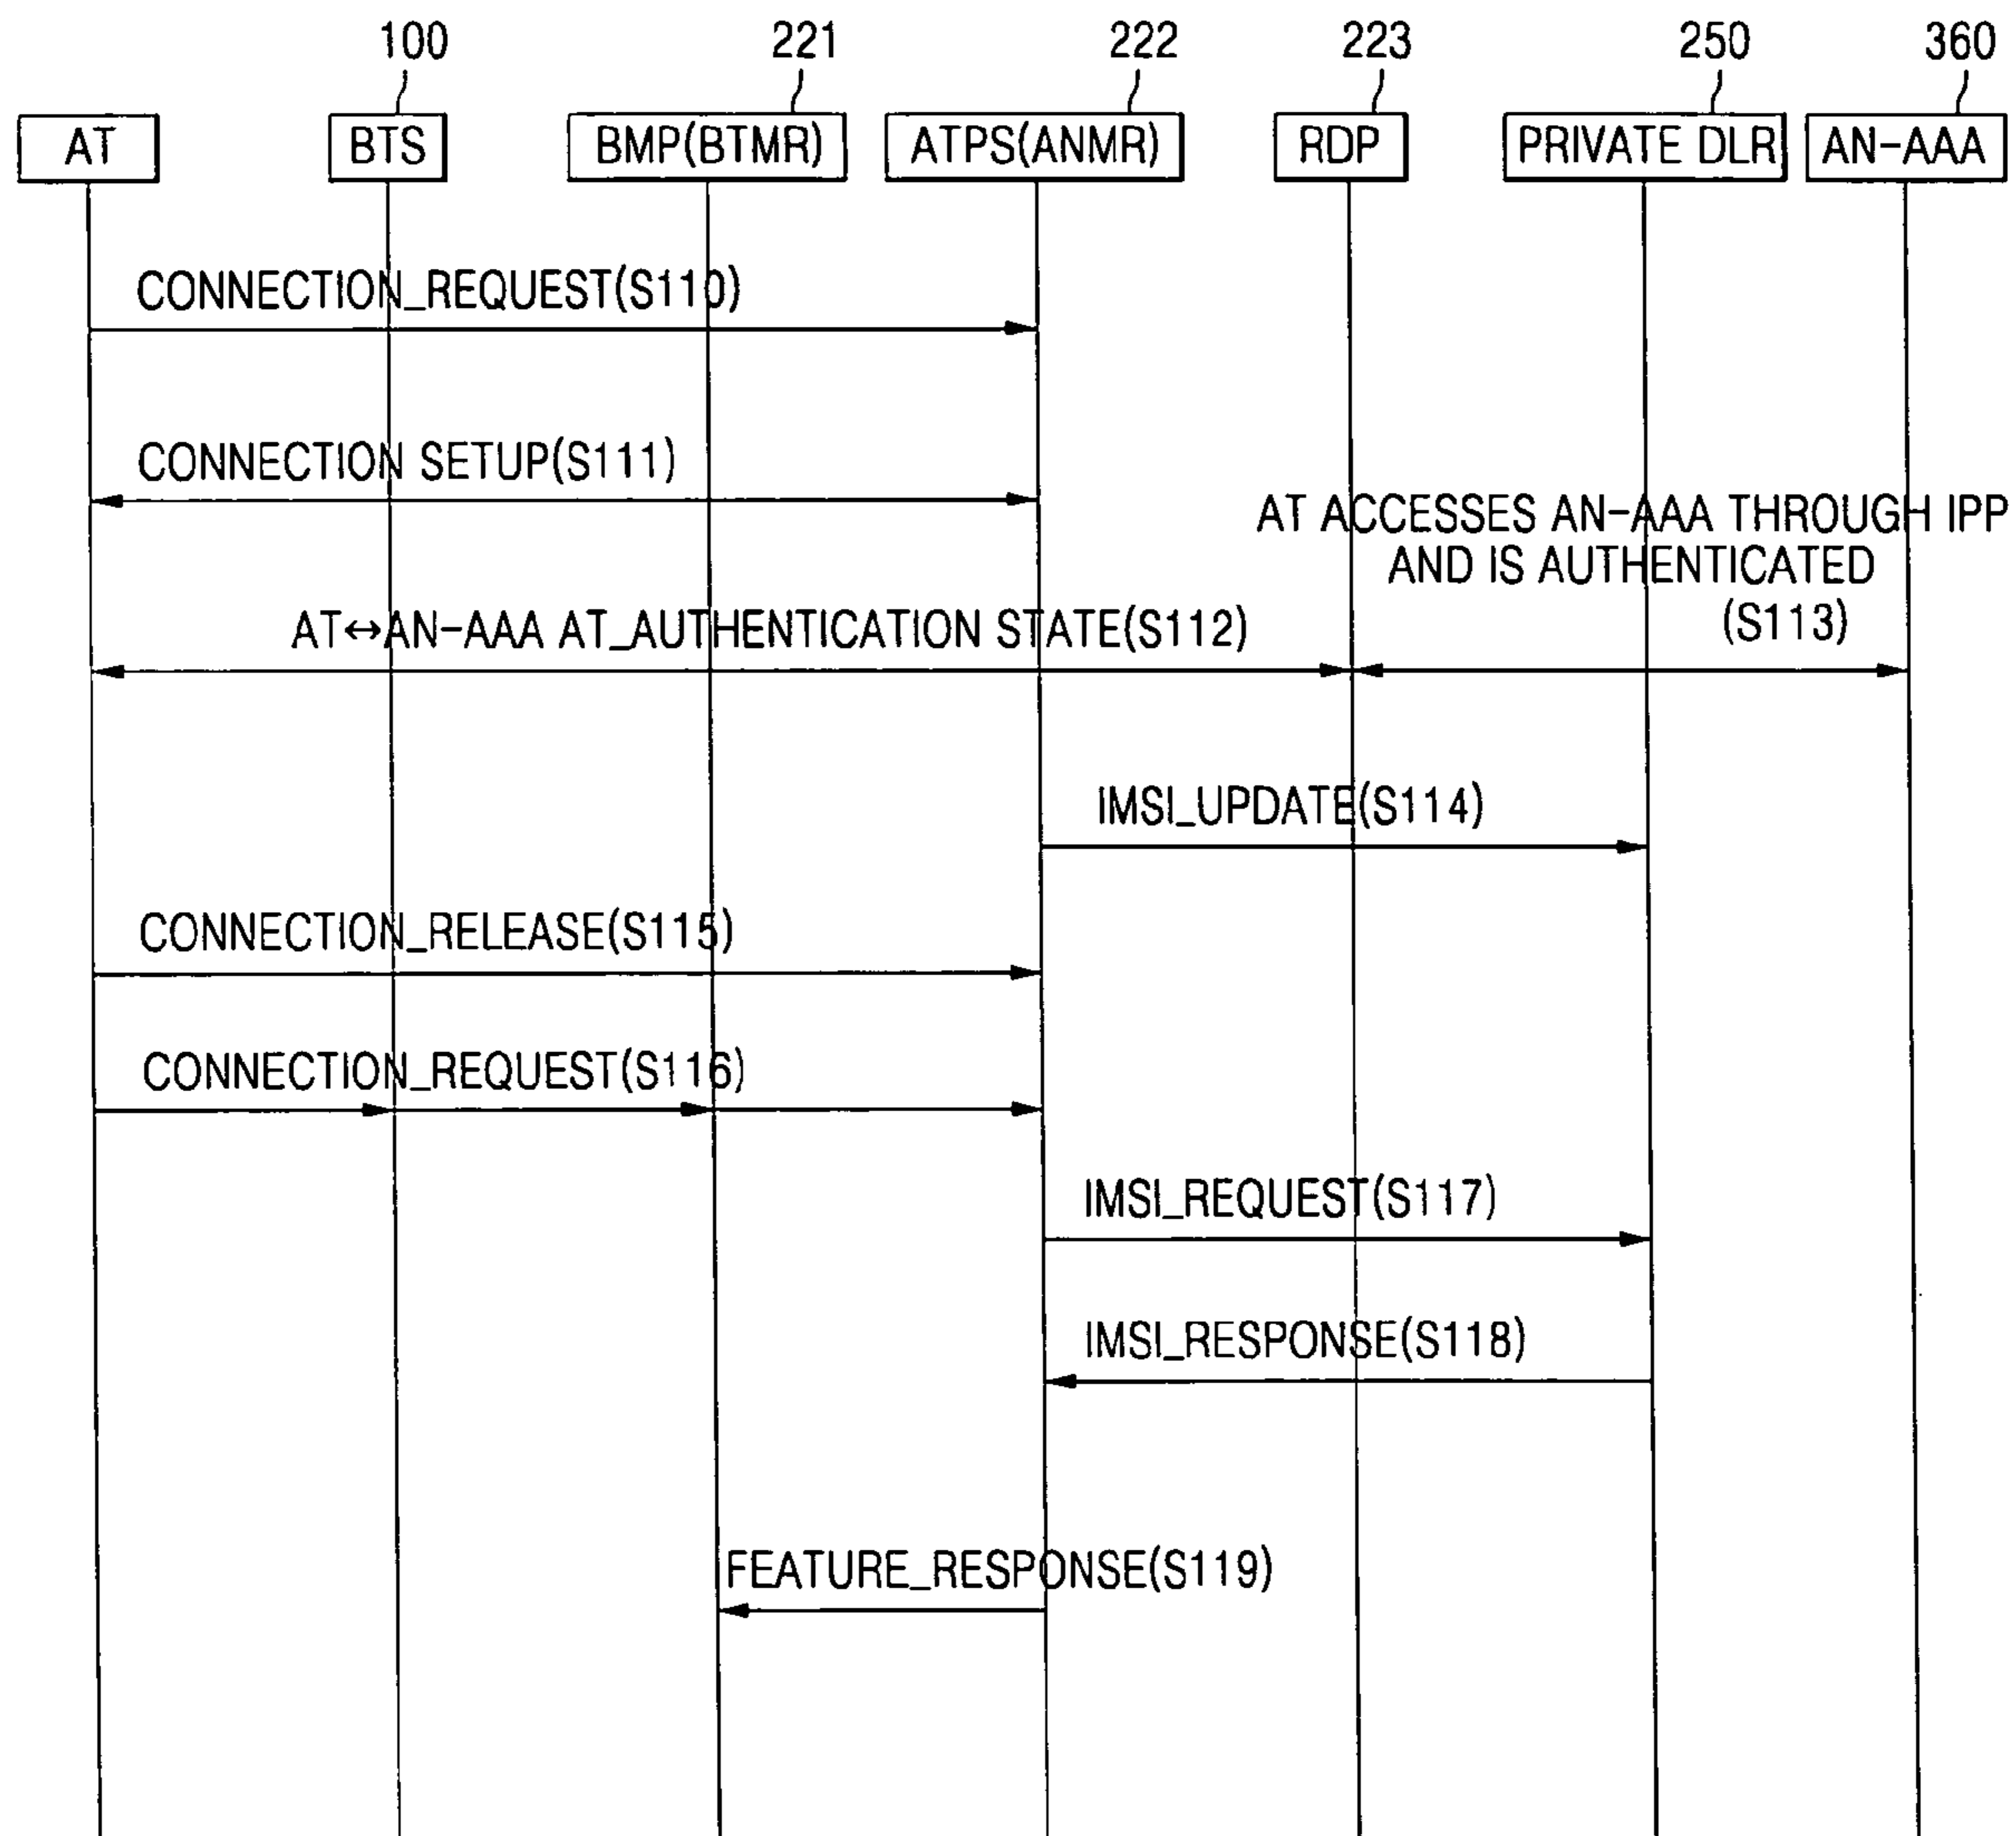 100 221 222 223 250 360
AT BTS BMP(BTMR) ATPS(ANMR) RDP PRIVATE DLR AN-AAA
CONNECTION_REQUEST(S110)
CONNECTION SETUP(S111)
AT ACCESSES AN-AAA THROUGH IPP
AND IS AUTHENTICATED
(S113)
AT↔AN-AAA AT_AUTHENTICATION STATE(S112)
IMSI_UPDATE(S114)
CONNECTION_RELEASE(S115)
CONNECTION_REQUEST(S116)
IMSI_REQUEST(S117)
IMSI_RESPONSE(S118)
FEATURE_RESPONSE(S119)